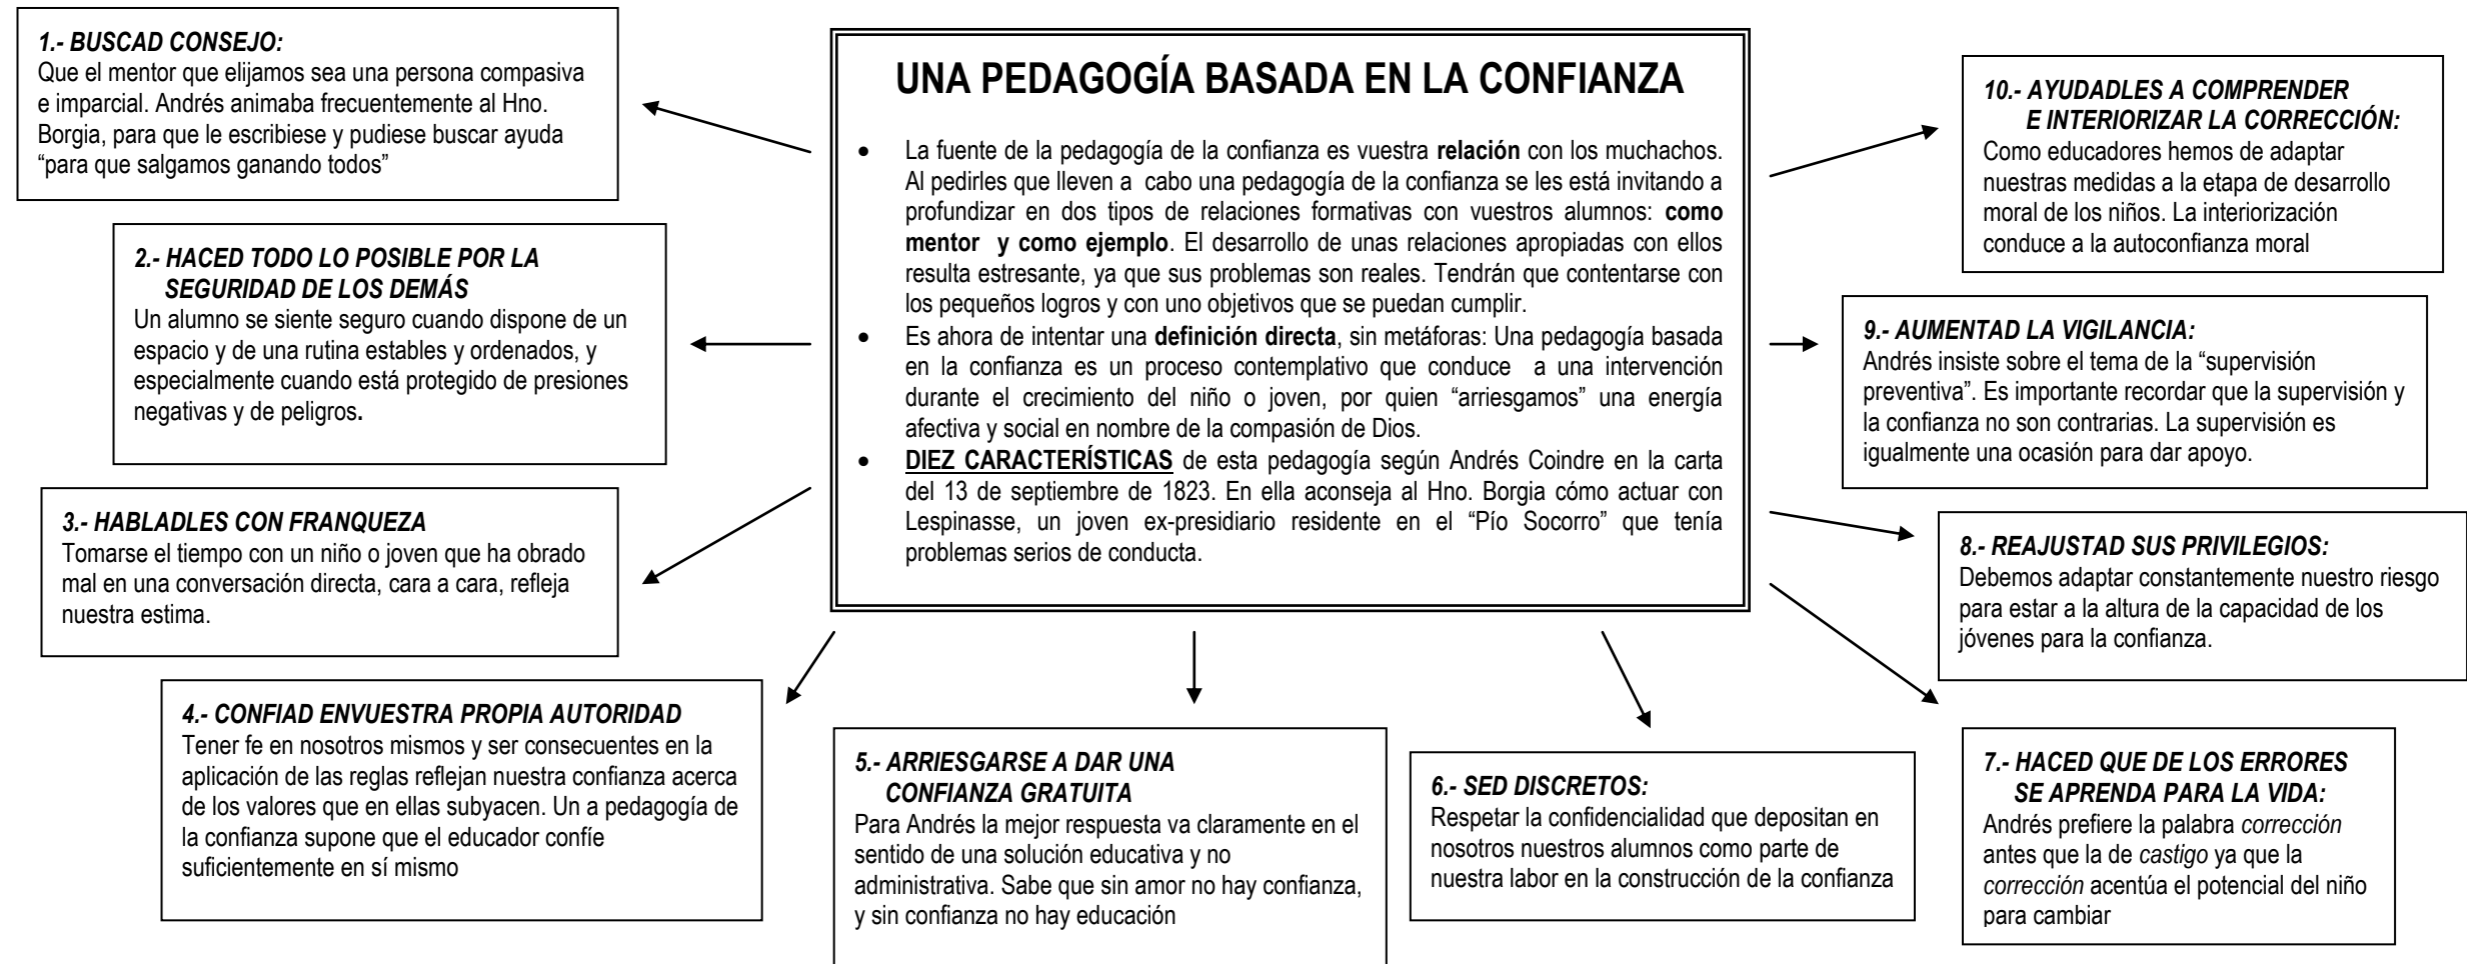 UNA PEDAGOGÍA BASADA EN LA CONFIANZA
• La fuente de la pedagogía de la confianza es vuestra relación con los muchachos.
Al pedirles que lleven a cabo una pedagogía de la confianza se les está invitando a
profundizar en dos tipos de relaciones formativas con vuestros alumnos: como
mentor y como ejemplo. El desarrollo de unas relaciones apropiadas con ellos
resulta estresante, ya que sus problemas son reales. Tendrán que contentarse con
los pequeños logros y con uno objetivos que se puedan cumplir.
• Es ahora de intentar una definición directa, sin metáforas: Una pedagogía basada
en la confianza es un proceso contemplativo que conduce a una intervención
durante el crecimiento del niño o joven, por quien “arriesgamos” una energía
afectiva y social en nombre de la compasión de Dios.
• DIEZ CARACTERÍSTICAS de esta pedagogía según Andrés Coindre en la carta
del 13 de septiembre de 1823. En ella aconseja al Hno. Borgia cómo actuar con
Lespinasse, un joven ex-presidiario residente en el “Pío Socorro” que tenía
problemas serios de conducta.
1.- BUSCAD CONSEJO:
Que el mentor que elijamos sea una persona compasiva
e imparcial. Andrés animaba frecuentemente al Hno.
Borgia, para que le escribiese y pudiese buscar ayuda
“para que salgamos ganando todos”
2.- HACED TODO LO POSIBLE POR LA
SEGURIDAD DE LOS DEMÁS
Un alumno se siente seguro cuando dispone de un
espacio y de una rutina estables y ordenados, y
especialmente cuando está protegido de presiones
negativas y de peligros.
3.- HABLADLES CON FRANQUEZA
Tomarse el tiempo con un niño o joven que ha obrado
mal en una conversación directa, cara a cara, refleja
nuestra estima.
4.- CONFIAD ENVUESTRA PROPIA AUTORIDAD
Tener fe en nosotros mismos y ser consecuentes en la
aplicación de las reglas reflejan nuestra confianza acerca
de los valores que en ellas subyacen. Un a pedagogía de
la confianza supone que el educador confíe
suficientemente en sí mismo
5.- ARRIESGARSE A DAR UNA
CONFIANZA GRATUITA
Para Andrés la mejor respuesta va claramente en el
sentido de una solución educativa y no
administrativa. Sabe que sin amor no hay confianza,
y sin confianza no hay educación
6.- SED DISCRETOS:
Respetar la confidencialidad que depositan en
nosotros nuestros alumnos como parte de
nuestra labor en la construcción de la confianza
7.- HACED QUE DE LOS ERRORES
SE APRENDA PARA LA VIDA:
Andrés prefiere la palabra corrección
antes que la de castigo ya que la
corrección acentúa el potencial del niño
para cambiar
8.- REAJUSTAD SUS PRIVILEGIOS:
Debemos adaptar constantemente nuestro riesgo
para estar a la altura de la capacidad de los
jóvenes para la confianza.
9.- AUMENTAD LA VIGILANCIA:
Andrés insiste sobre el tema de la “supervisión
preventiva”. Es importante recordar que la supervisión y
la confianza no son contrarias. La supervisión es
igualmente una ocasión para dar apoyo.
10.- AYUDADLES A COMPRENDER
E INTERIORIZAR LA CORRECCIÓN:
Como educadores hemos de adaptar
nuestras medidas a la etapa de desarrollo
moral de los niños. La interiorización
conduce a la autoconfianza moral